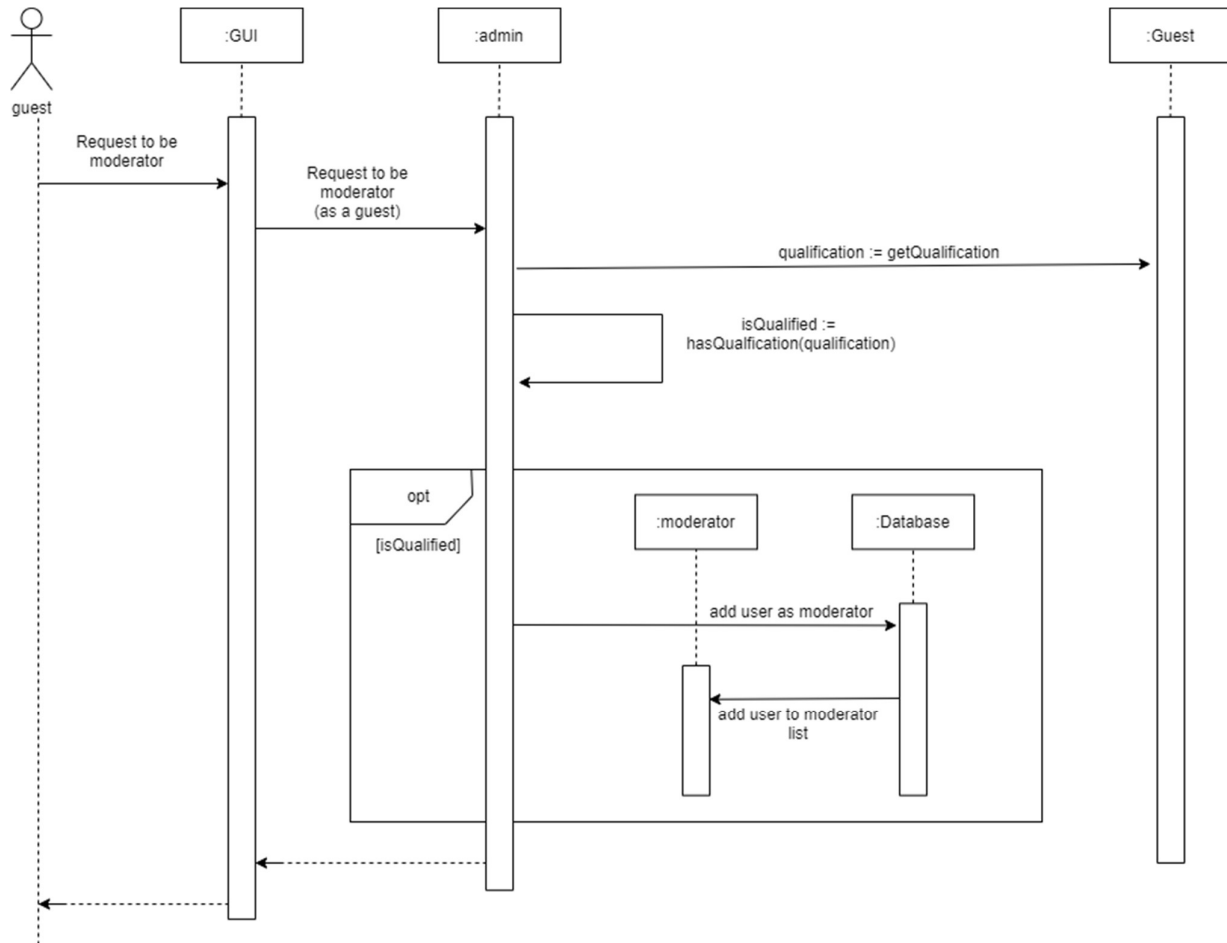 :GUI
:admin
:Guest
guest
Request to be
moderator
Request to be
moderator
(as a guest)
qualification := getQualification
isQualified :=
hasQualfication(qualification)
opt
[isQualified]
:moderator
:Database
add user as moderator
add user to moderator
list